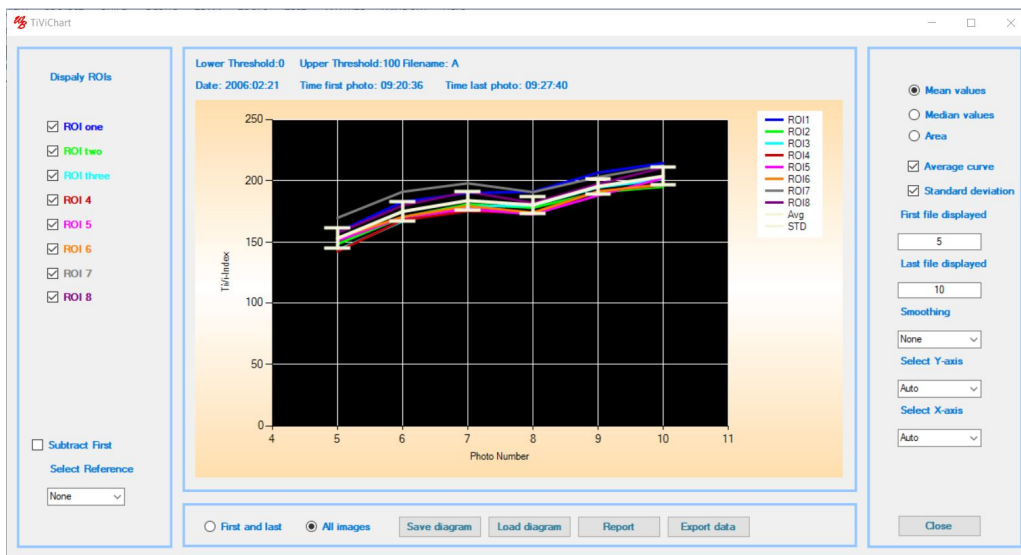 TiViChart
Dispaly ROIs
ROI one
ROI two
ROI three
ROI 4
ROI 5
ROI 6
ROI 7
ROI 8
Subtract First
Select Reference
None
Lower Threshold:0 Upper Threshold:100 Filename: A
Date: 2006:02:21 Time first photo: 09:20:36 Time last photo: 09:27:40
250
200
150
100
50
0
TiVi-Index
4 5 6 7 8 9 10 11
Photo Number
ROI1
ROI2
ROI3
ROI4
ROI5
ROI6
ROI7
ROI8
Avg
STD
First and last All images Save diagram Load diagram Report Export data
Mean values
Median values
Area
Average curve
Standard deviation
First file displayed
5
Last file displayed
10
Smoothing
None
Select Y-axis
Auto
Select X-axis
Auto
Close